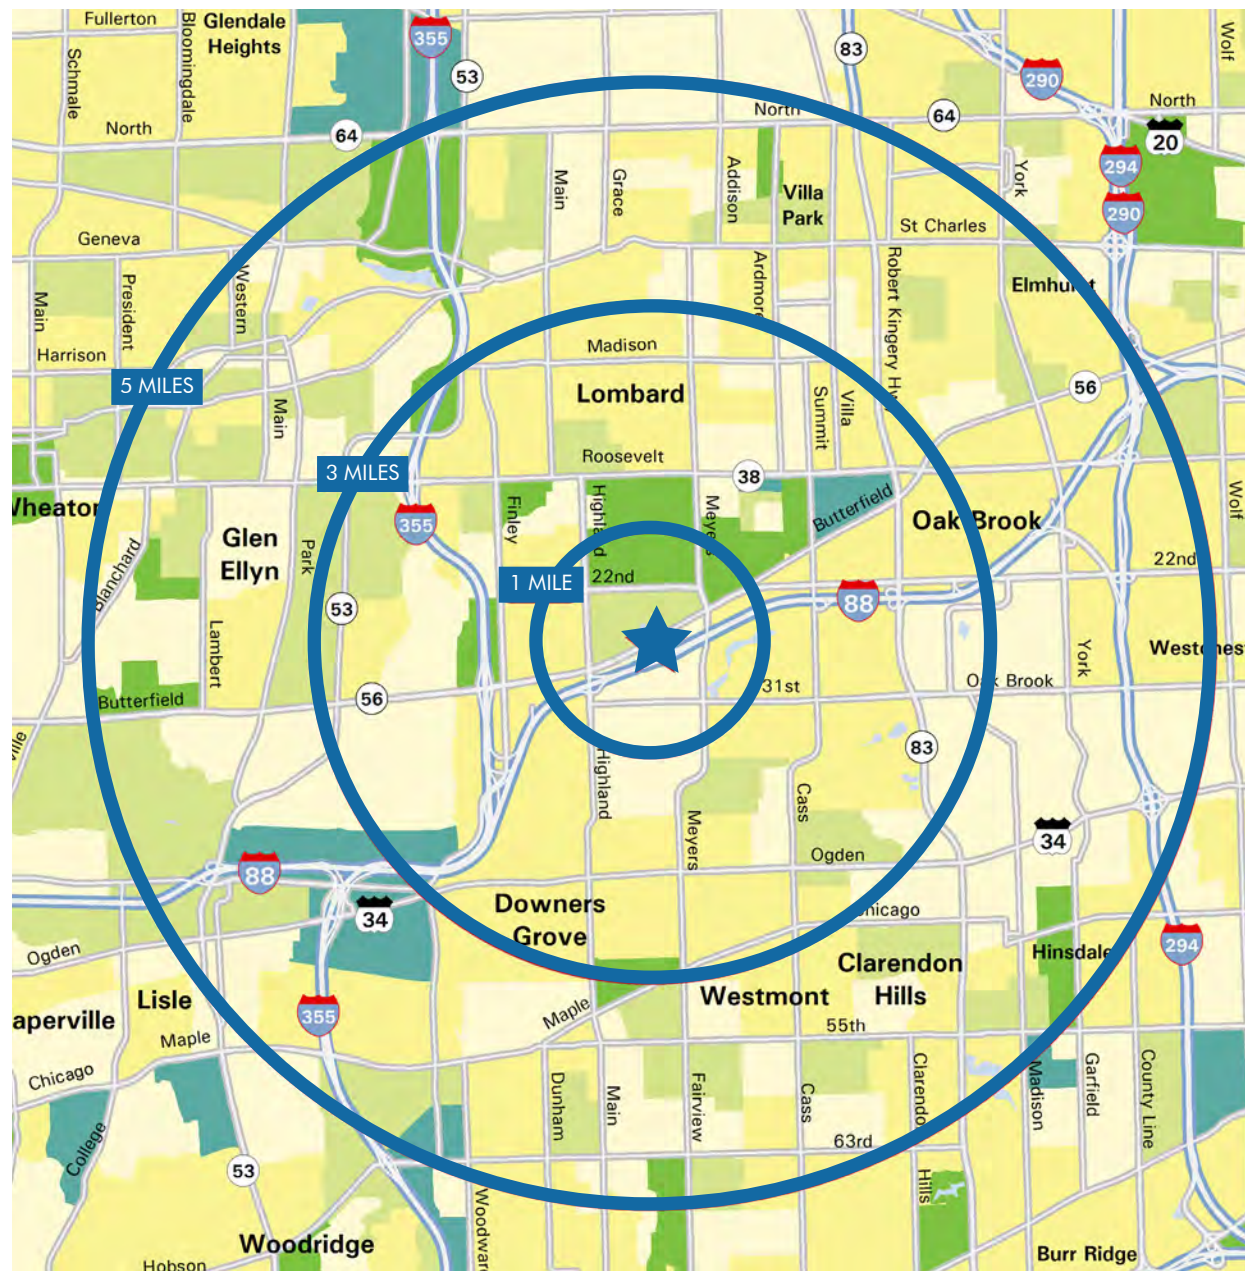 Fullerton
Glendale
Heights
355
83
Wolf
Schmale
Bloomingdale
53
290
North
64
North
64
North
20
294
Main
Grace
Addison
Villa
Park
York
290
Geneva
St Charles
Main
President
Western
Ardmore
Robert Kingery Hwy
Elmhurst
Harrison
Madison
5 MILES
Lombard
56
Main
Summit
Villa
3 MILES
Roosevelt
38
Wheaton
Glen
Ellyn
355
Finley
Highland
Meyers
Butterfield
Oak Brook
Wolf
Blanchard
Park
1 MILE
22nd
22nd
53
88
Lambert
York
Westches
Butterfield
56
31st
Oak Brook
ville
Highland
83
Cass
Meyers
34
88
Ogden
34
Downers
Grove
Chicago
Ogden
Clarendon
Hills
Hinsdale
294
Lisle
Westmont
aperville
355
Maple
55th
Maple
Chicago
Dunham
Main
Fairview
Cass
Clarendo
Madison
Garfield
County Line
College
53
63rd
Hills
Woodridge
Woodwar
Burr Ridge
Hobson